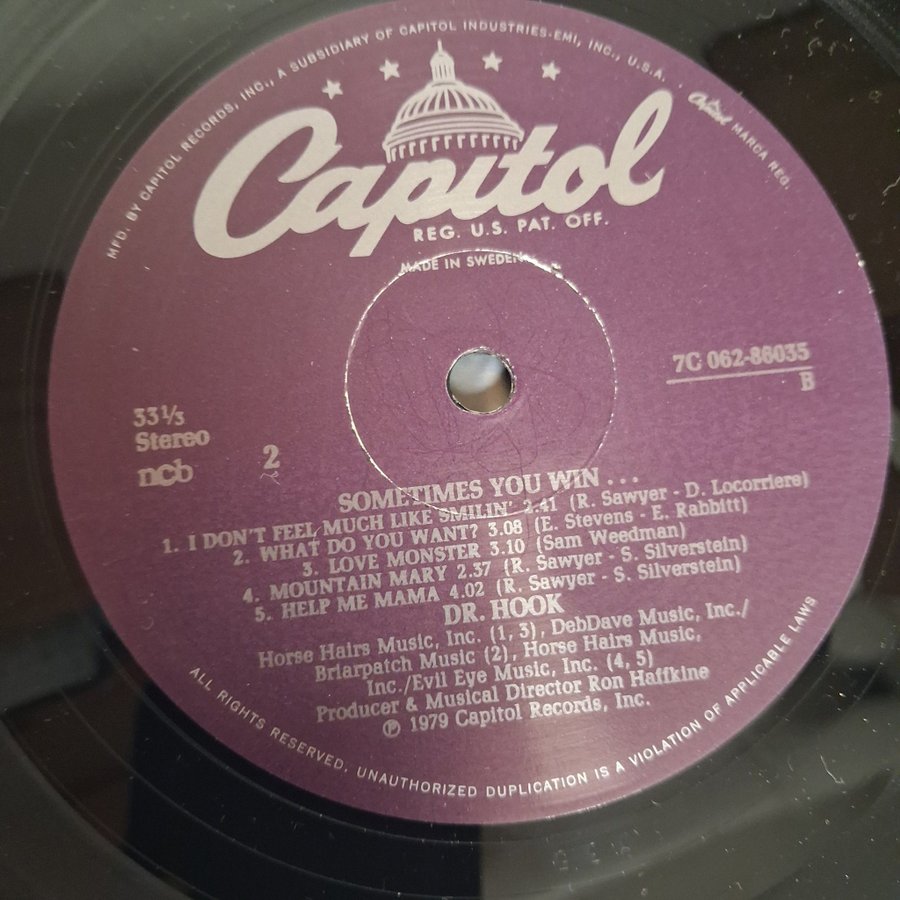 MFD. BY CAPITOL RECORDS, INC., A SUBSIDIARY OF CAPITOL INDUSTRIES-EMI, INC., U.S.A.
Capitol MARCA REG.
Capitol
REG. U.S. PAT. OFF.
MADE IN SWEDEN
7C 062-86035
B
33⅓
Stereo
ncb
2
SOMETIMES YOU WIN . . .
1. I DON'T FEEL MUCH LIKE SMILIN' 2.41 (R. Sawyer - D. Locorriere)
2. WHAT DO YOU WANT? 3.08 (E. Stevens - E. Rabbitt)
3. LOVE MONSTER 3.10 (Sam Weedman)
4. MOUNTAIN MARY 2.37 (R. Sawyer - S. Silverstein)
5. HELP ME MAMA 4.02 (R. Sawyer - S. Silverstein)
DR. HOOK
Horse Hairs Music, Inc. (1, 3), DebDave Music, Inc./
Briarpatch Music (2), Horse Hairs Music,
Inc./Evil Eye Music, Inc. (4, 5)
Producer & Musical Director Ron Haffkine
℗ 1979 Capitol Records, Inc.
ALL RIGHTS RESERVED. UNAUTHORIZED DUPLICATION IS A VIOLATION OF APPLICABLE LAWS